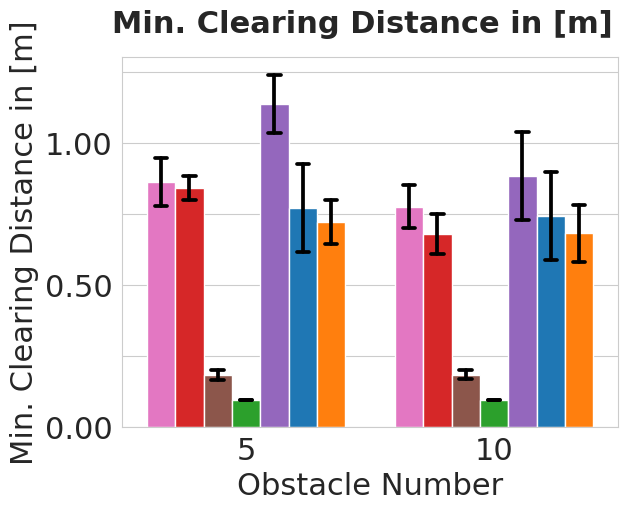 Min. Clearing Distance in [m]
Min. Clearing Distance in [m]
1.00
0.50
0.00
5 10
Obstacle Number